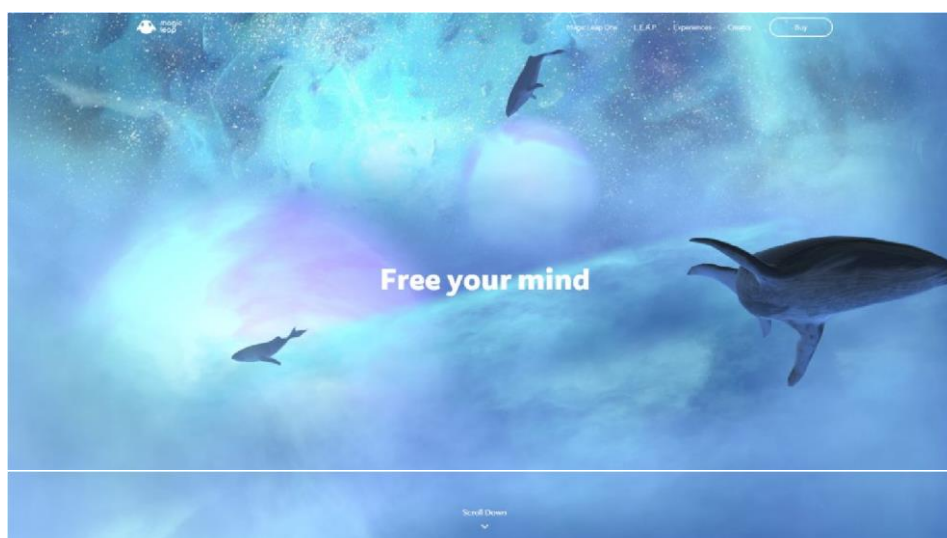 magic
leap
Magic Leap One L.E.A.P. Experiences Creator Buy
Free your mind
Scroll Down